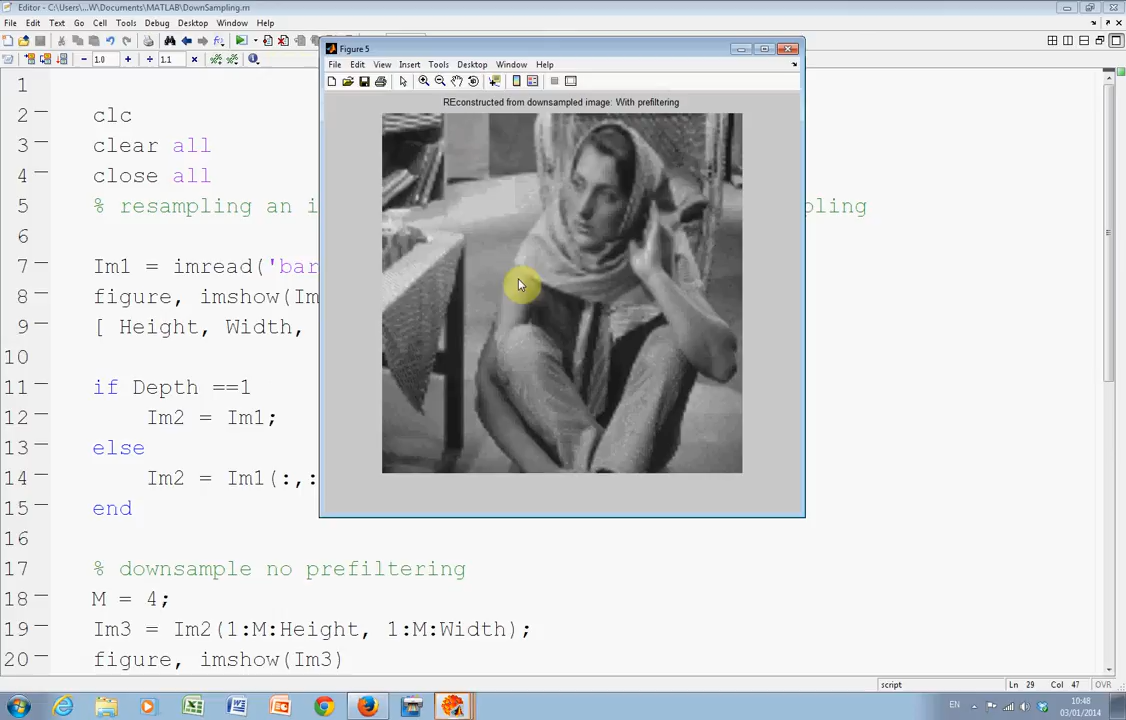 Editor - C:\Users\...W\Documents\MATLAB\DownSampling.m
File Edit Text Go Cell Tools Debug Desktop Window Help
1.0
1.1
Figure 5
File Edit View Insert Tools Desktop Window Help
REconstructed from downsampled image: With prefiltering
1
2 clc
3 clear all
4 close all
5 % resampling an i pling
6
7 Im1 = imread('bar
8 figure, imshow(Im
9 [ Height, Width,
10
11 if Depth ==1
12 Im2 = Im1;
13 else
14 Im2 = Im1(:,:
15 end
16
17 % downsample no prefiltering
18 M = 4;
19 Im3 = Im2(1:M:Height, 1:M:Width);
20 figure, imshow(Im3)
script Ln 29 Col 47 OVR
EN
10:48
03/01/2014